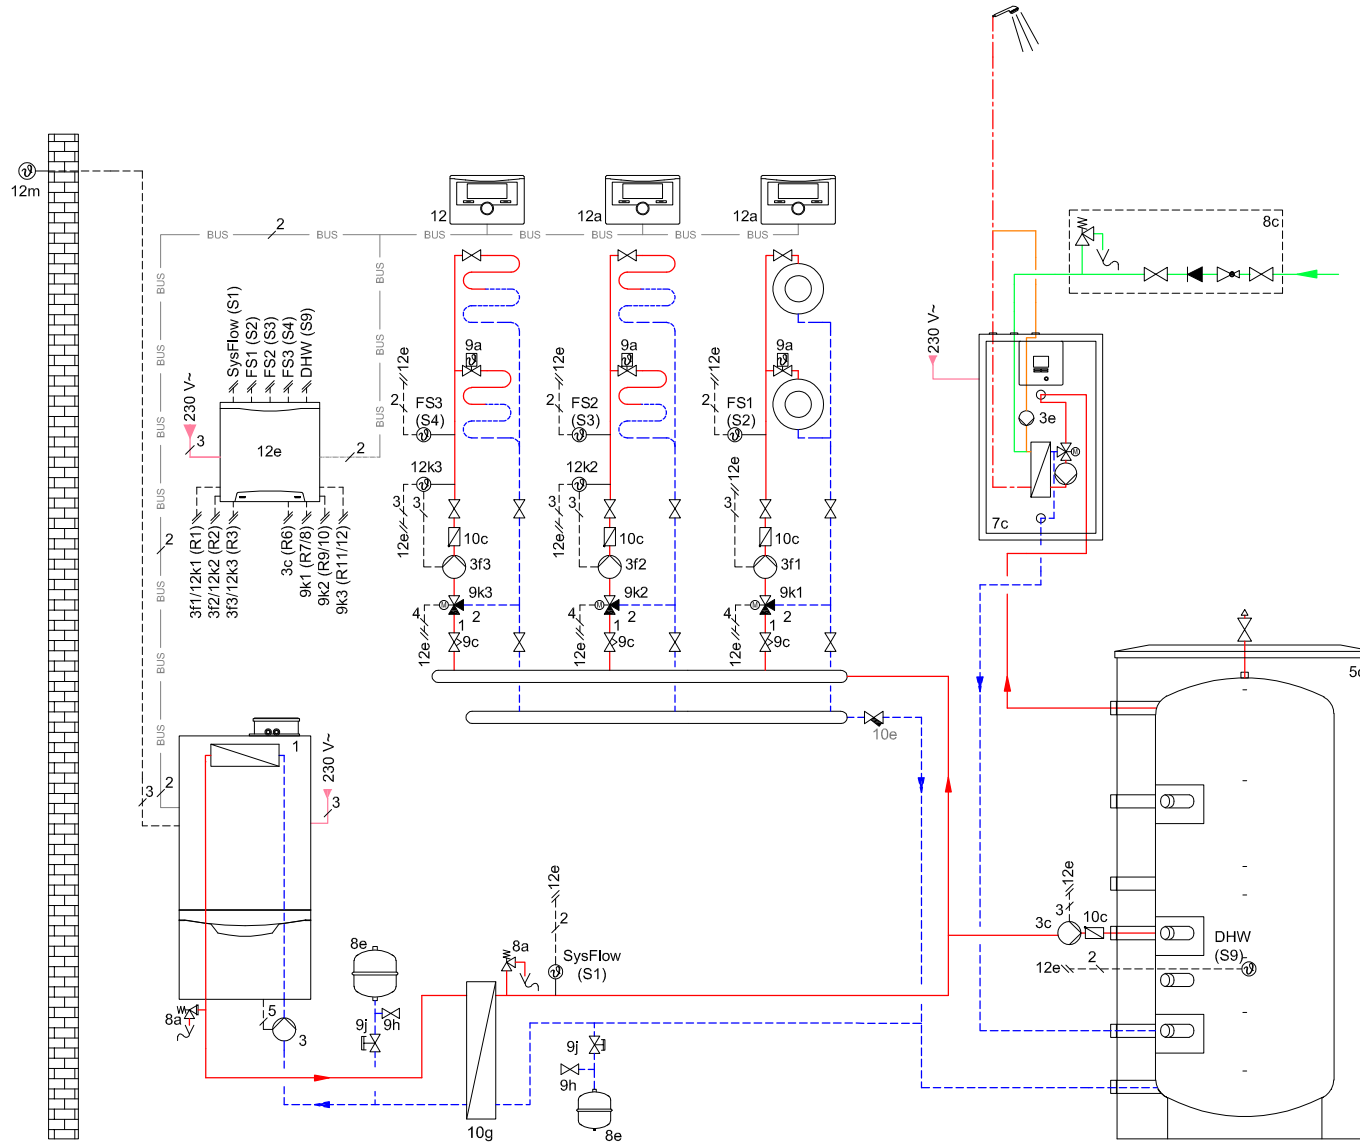 12m
12
12a
12a
8c
BUS
2
BUS
BUS
BUS
BUS
BUS
BUS
BUS
SysFlow (S1)
FS1 (S2)
FS2 (S3)
FS3 (S4)
DHW (S9)
230 V~
3
12e
2
3f1/12k1 (R1)
3f2/12k2 (R2)
3f3/12k3 (R3)
3c (R6)
9k1 (R7/8)
9k2 (R9/10)
9k3 (R11/12)
BUS
2
BUS
BUS
12e
2
FS3
(S4)
9a
12k3
3
3
12e
10c
3f3
9k3
M
4
2
1
12e
9c
12e
2
FS2
(S3)
9a
12k2
3
3
12e
10c
3f2
9k2
M
4
2
1
12e
9c
12e
2
FS1
(S2)
9a
12e
3
10c
3f1
9k1
M
4
2
1
12e
9c
10e
230 V~
3e
M
7c
1
230 V~
3
3
2
8a
5
3
8e
9j
9h
10g
8a
12e
2
SysFlow
(S1)
9j
9h
8e
12e
3
3c
10c
12e
2
DHW
(S9)